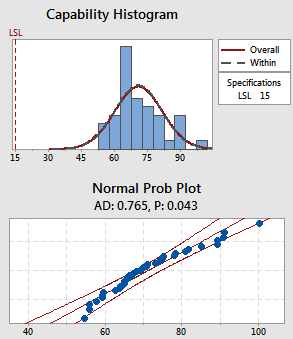 Capability Histogram
LSL
Overall
Within
Specifications
LSL 15
15 30 45 60 75 90
Normal Prob Plot
AD: 0.765, P: 0.043
40 60 80 100